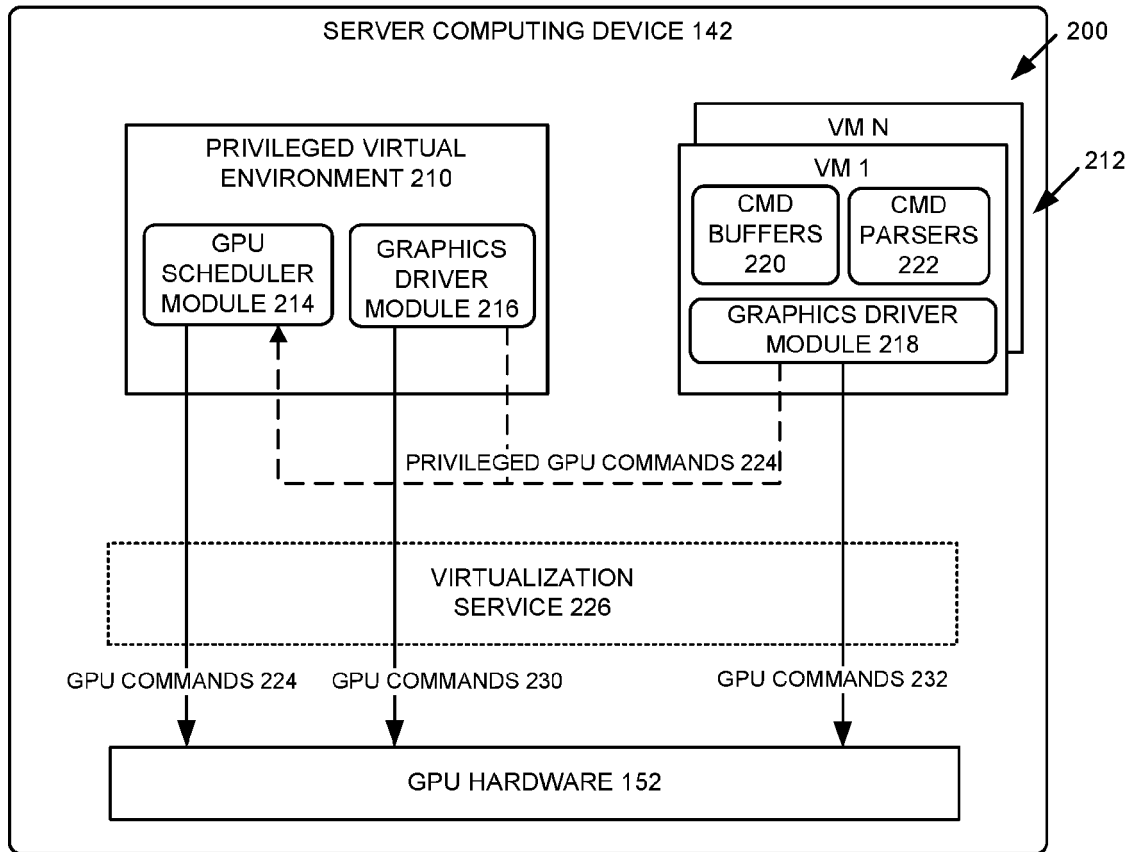 SERVER COMPUTING DEVICE 142
200
PRIVILEGED VIRTUAL
ENVIRONMENT 210
GPU
SCHEDULER
MODULE 214
GRAPHICS
DRIVER
MODULE 216
VM N
VM 1
212
CMD
BUFFERS
220
CMD
PARSERS
222
GRAPHICS DRIVER
MODULE 218
PRIVILEGED GPU COMMANDS 224
VIRTUALIZATION
SERVICE 226
GPU COMMANDS 224
GPU COMMANDS 230
GPU COMMANDS 232
GPU HARDWARE 152